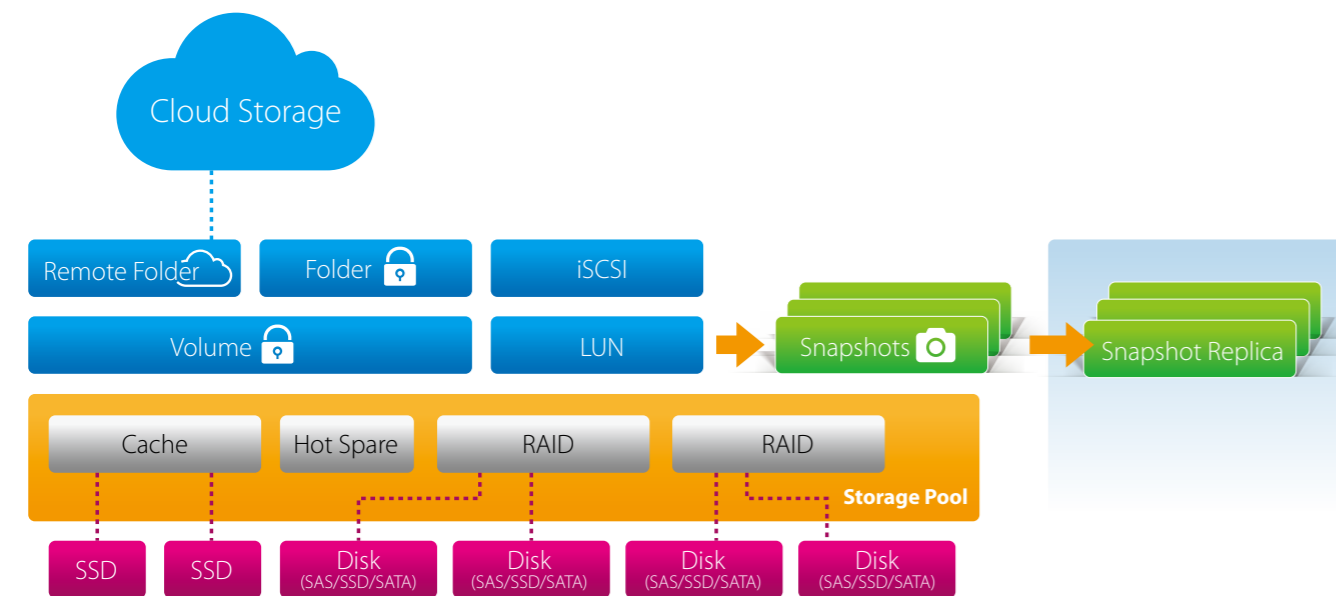 Cloud Storage
Remote Folder
Folder
iSCSI
Volume
LUN
Snapshots
Snapshot Replica
Cache
Hot Spare
RAID
RAID
Storage Pool
SSD
SSD
Disk
(SAS/SSD/SATA)
Disk
(SAS/SSD/SATA)
Disk
(SAS/SSD/SATA)
Disk
(SAS/SSD/SATA)